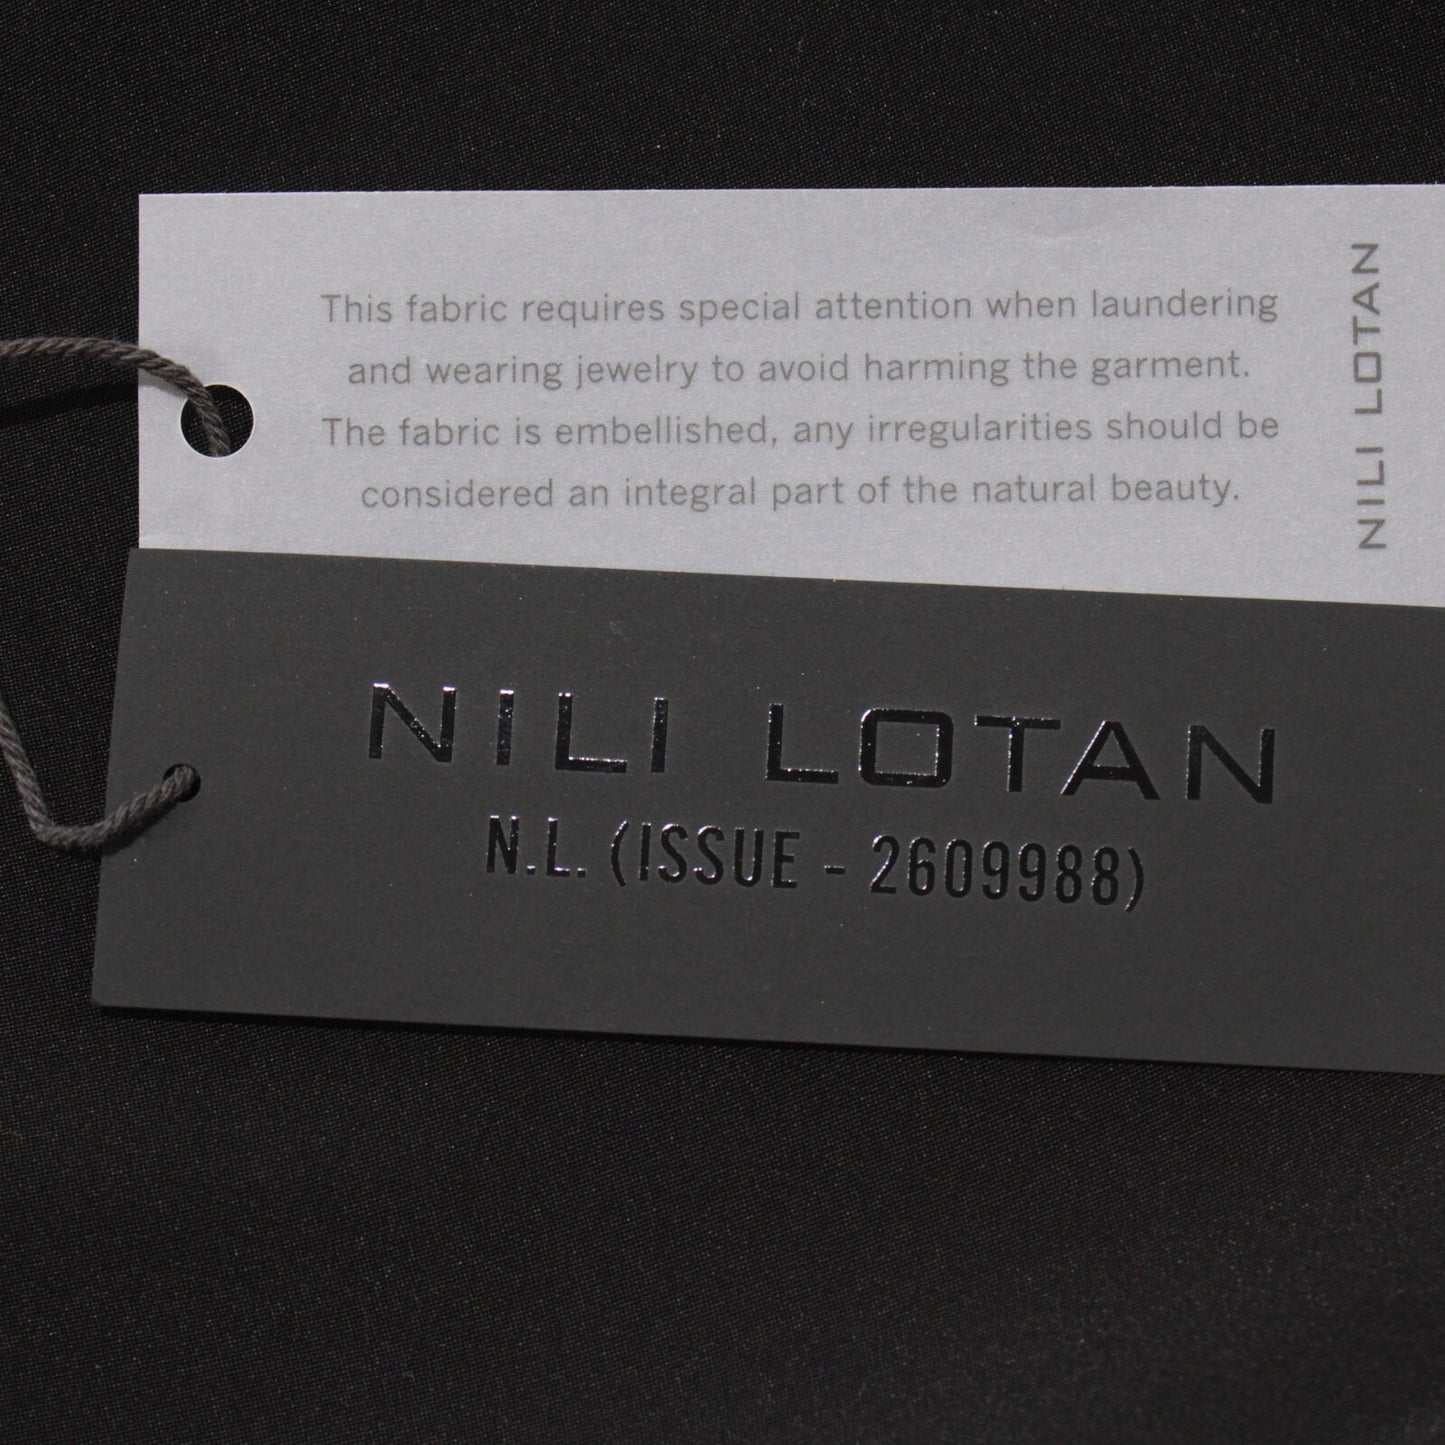 This fabric requires special attention when laundering
and wearing jewelry to avoid harming the garment.
The fabric is embellished, any irregularities should be
considered an integral part of the natural beauty.
NILI LOTAN
NILI LOTAN
N.L. (ISSUE - 2609988)